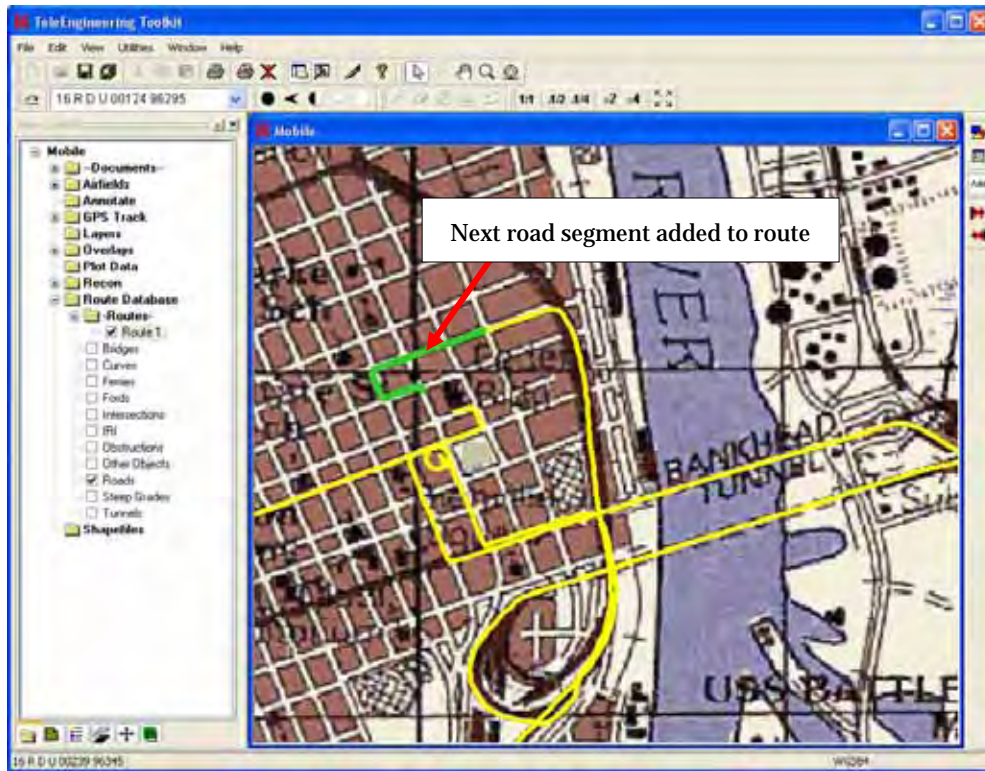 TeleEngineering Toolkit
File Edit View Utilities Window Help
16 R D U 00124 96295
1/1 1/2 1/4 x2 x4
Mobile
Mobile
-Documents-
Airfields
Annotate
GPS Track
Layers
Overlays
Plot Data
Recon
Route Database
-Routes-
Route 1
Bridges
Curves
Ferries
Fords
Intersections
IRI
Obstructions
Other Objects
Roads
Steep Grades
Tunnels
Shapefiles
Next road segment added to route
RIVER
BANKHEAD
TUNNEL
USS BATTLE
16 R D U 00239 96345
WGS84